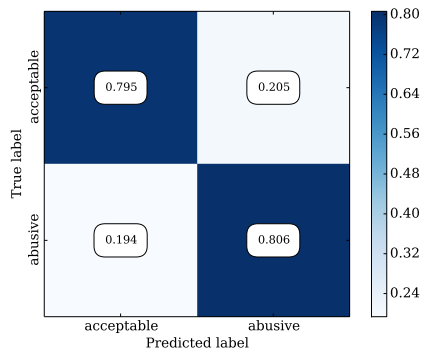 True label
acceptable
abusive
0.795
0.205
0.194
0.806
acceptable
abusive
Predicted label
0.80
0.72
0.64
0.56
0.48
0.40
0.32
0.24